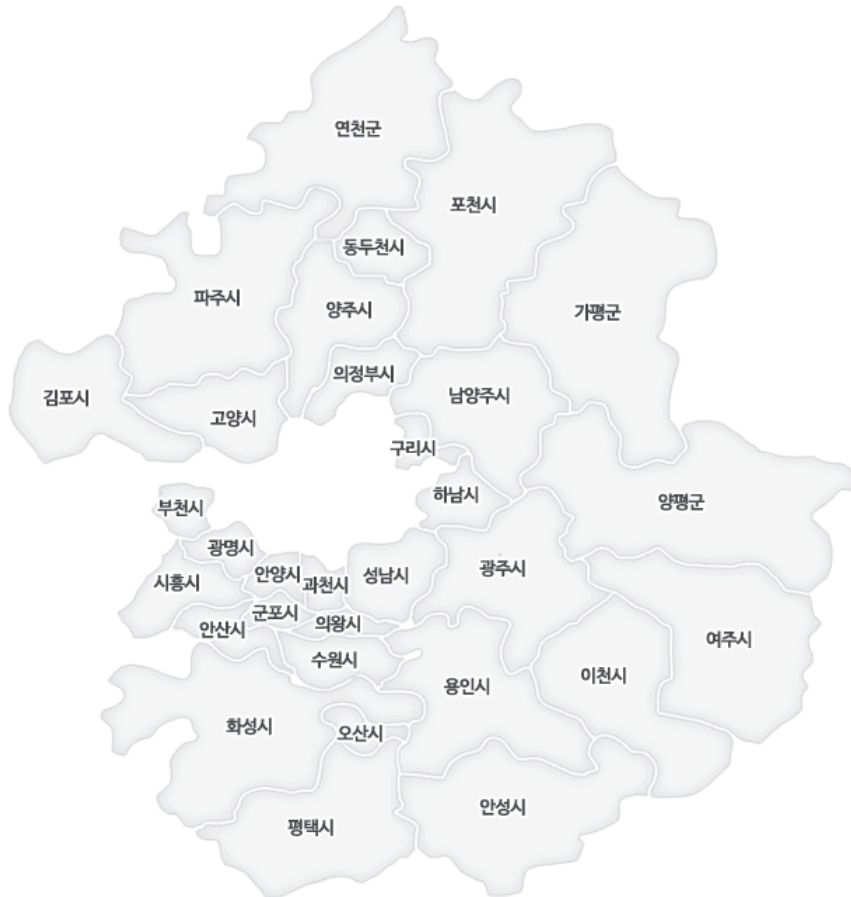 연천군
포천시
동두천시
파주시
양주시
가평군
의정부시
남양주시
김포시
고양시
구리시
하남시
양평군
부천시
광명시
안양시
과천시
성남시
광주시
시흥시
군포시
의왕시
안산시
여주시
수원시
이천시
용인시
화성시
오산시
안성시
평택시